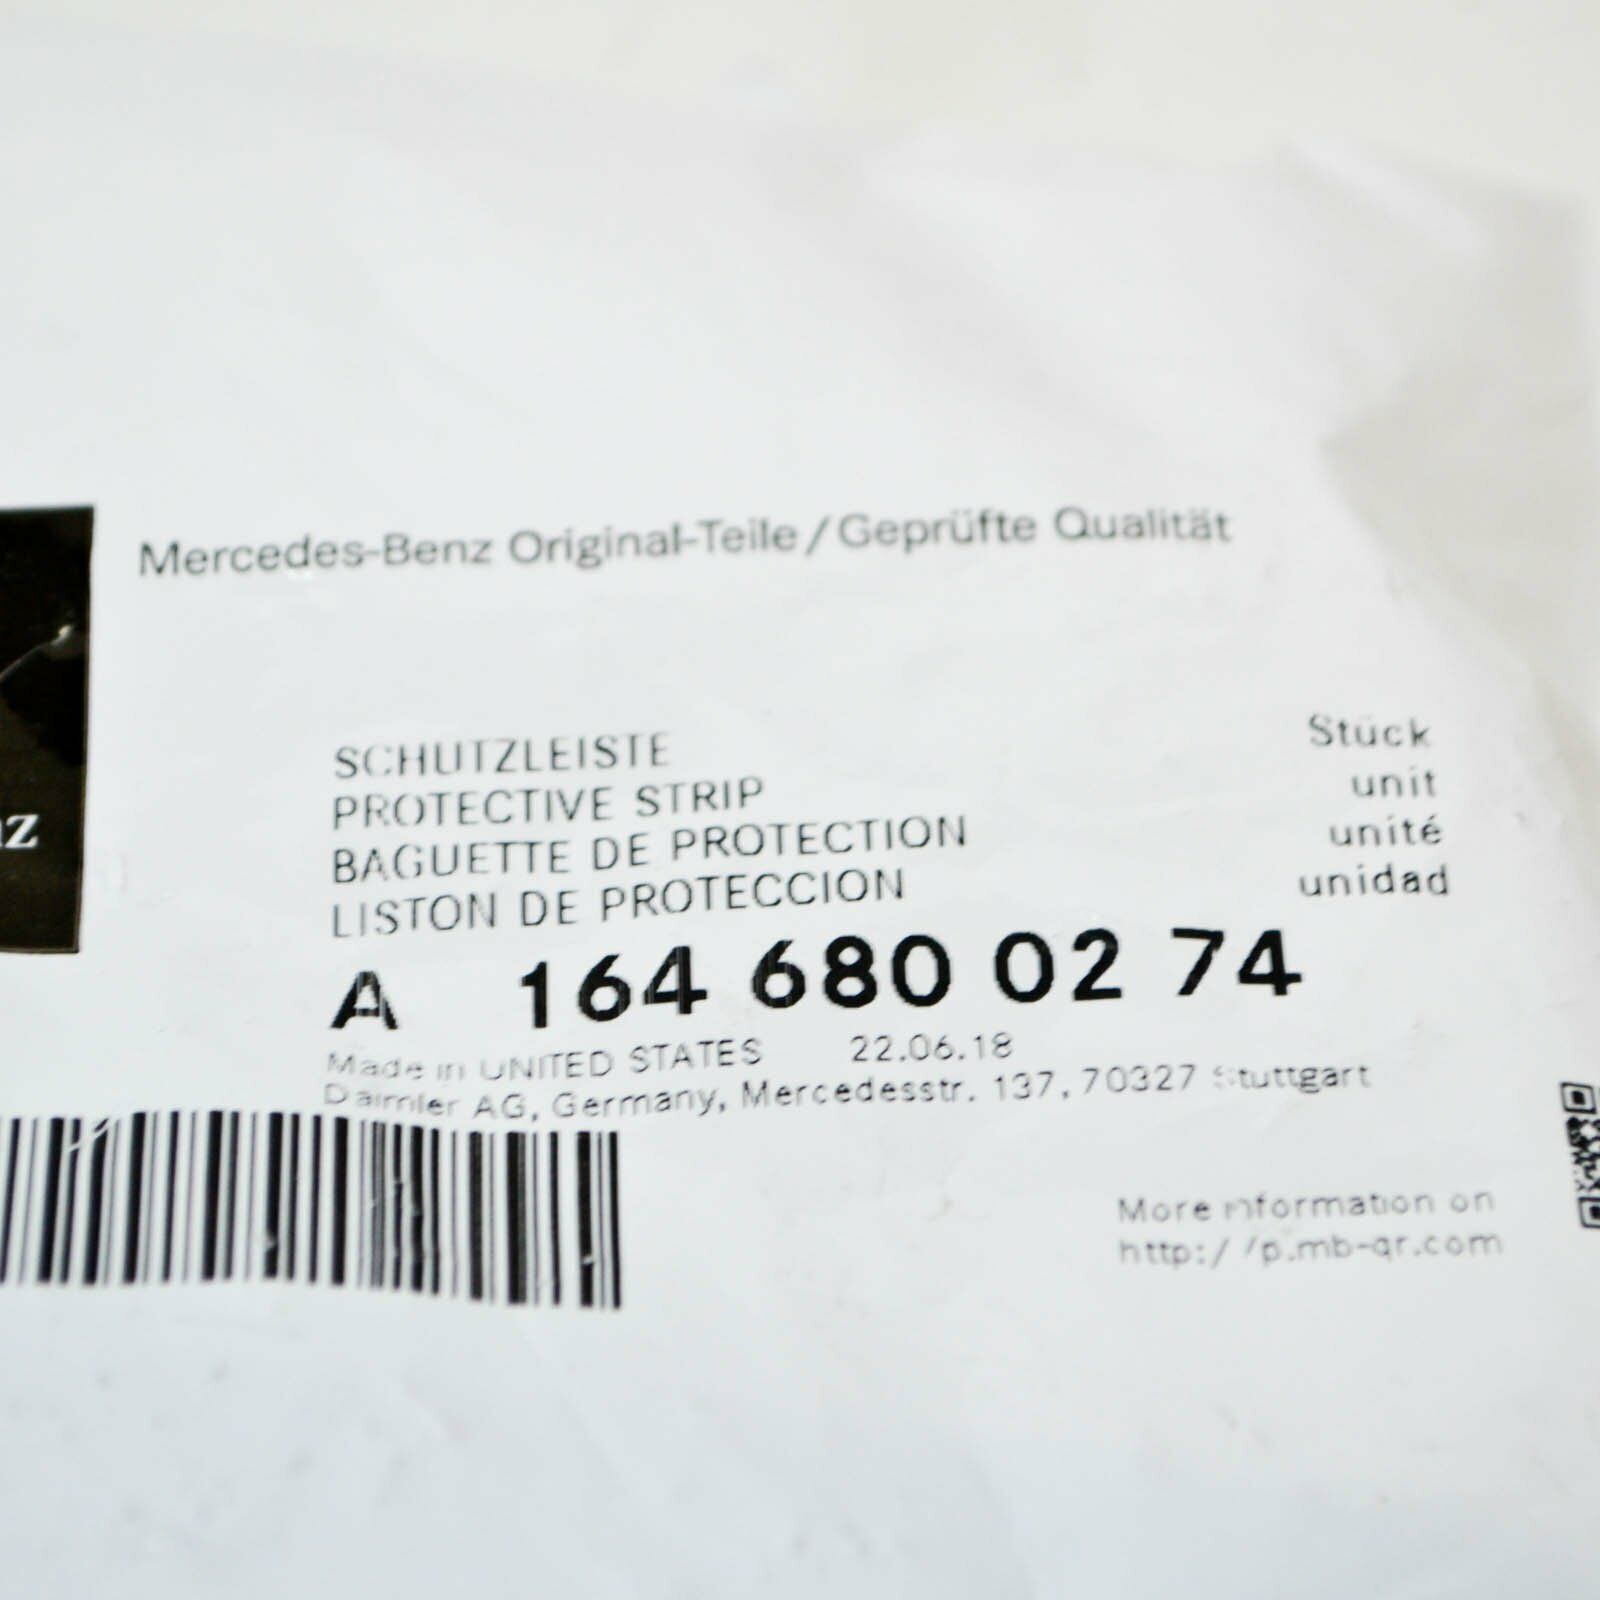 Mercedes-Benz Original-Teile/Geprüfte Qualität
SCHUTZLEISTE Stück
PROTECTIVE STRIP unit
BAGUETTE DE PROTECTION unité
LISTON DE PROTECCION unidad
A 164 680 02 74
Made in UNITED STATES 22.06.18
Daimler AG, Germany, Mercedesstr. 137, 70327 Stuttgart
More information on
http://p.mb-qr.com